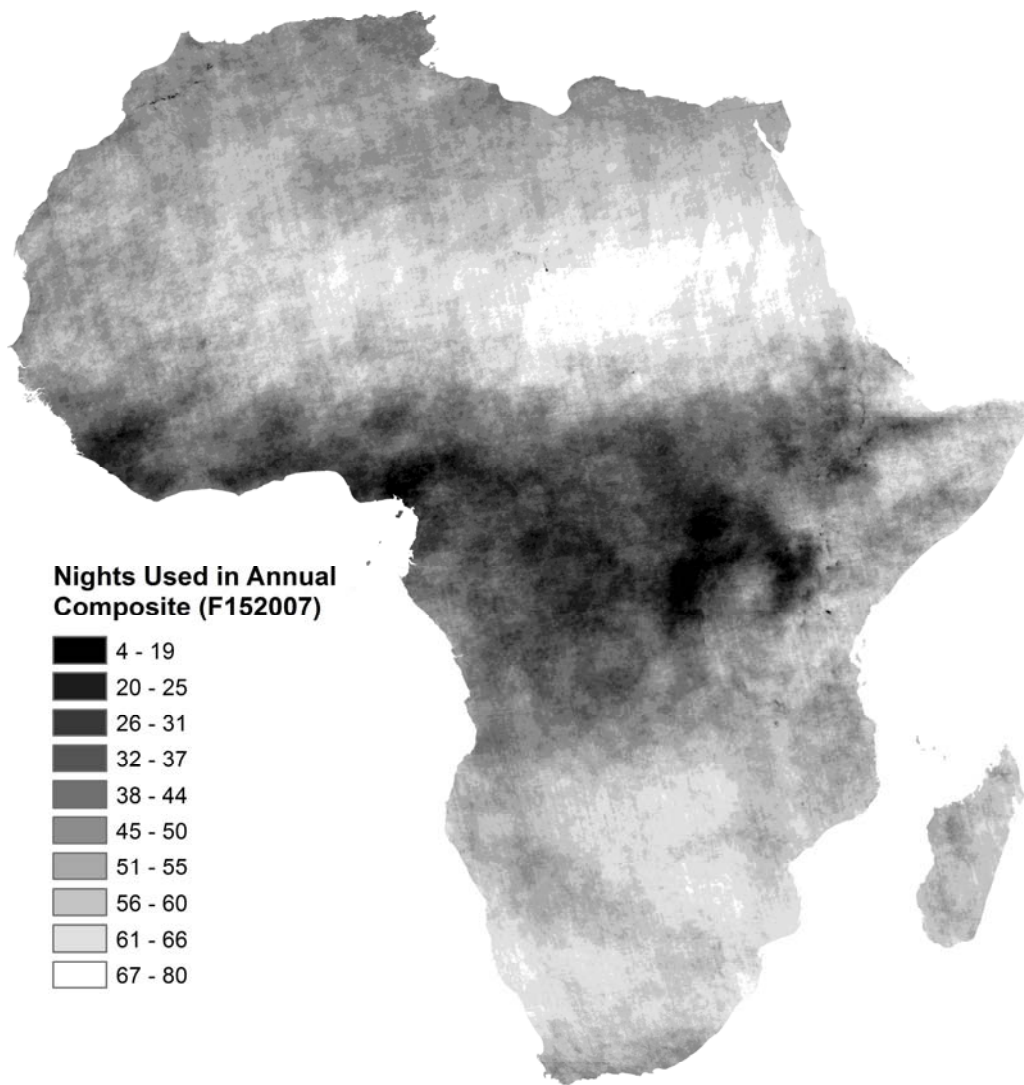 Nights Used in Annual
Composite (F152007)
4 - 19
20 - 25
26 - 31
32 - 37
38 - 44
45 - 50
51 - 55
56 - 60
61 - 66
67 - 80